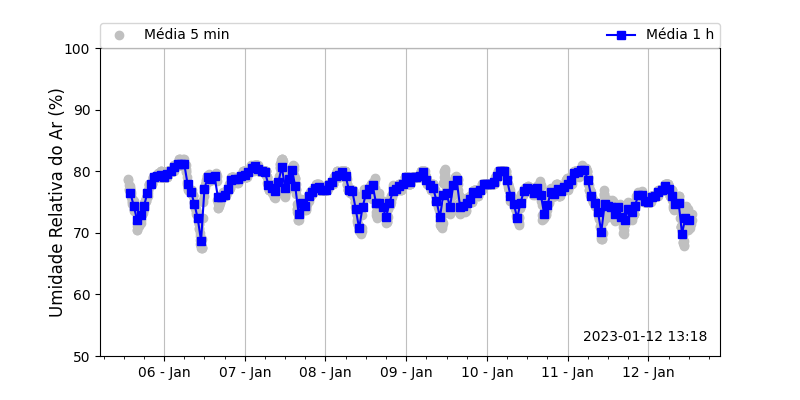 Média 5 min
Média 1 h
Umidade Relativa do Ar (%)
100
90
80
70
60
50
2023-01-12 13:18
06 - Jan
07 - Jan
08 - Jan
09 - Jan
10 - Jan
11 - Jan
12 - Jan